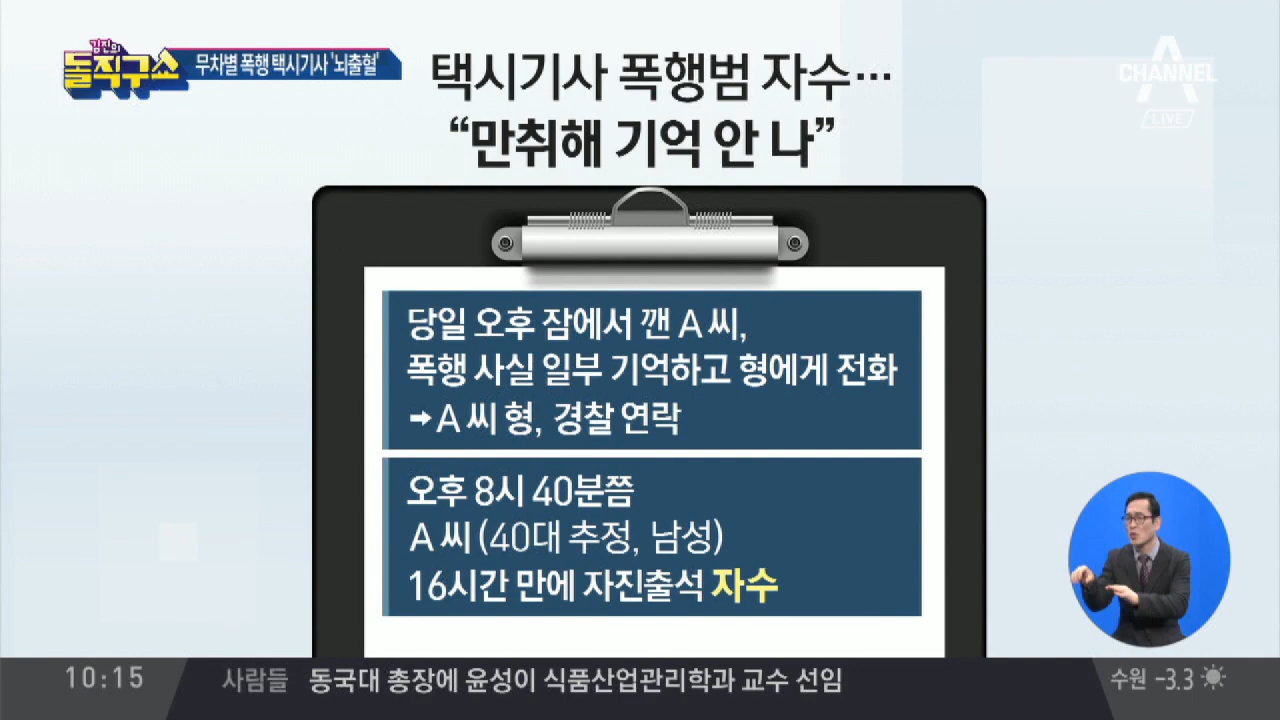 김진의
돌직구쇼
무차별 폭행 택시기사 '뇌출혈'
택시기사 폭행범 자수…
“만취해 기억 안 나”
CHANNEL A
LIVE
당일 오후 잠에서 깬 A 씨,
폭행 사실 일부 기억하고 형에게 전화
➡ A 씨 형, 경찰 연락
오후 8시 40분쯤
A 씨 (40대 추정, 남성)
16시간 만에 자진출석 자수
10:15
사람들 동국대 총장에 윤성이 식품산업관리학과 교수 선임
수원 -3.3